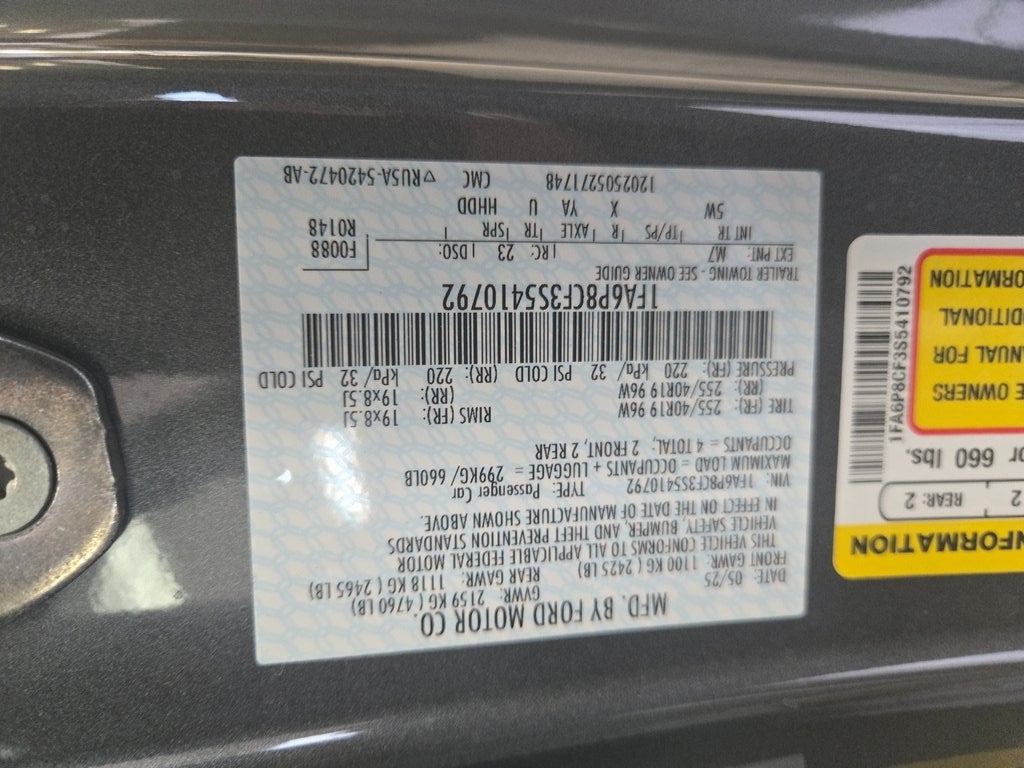 MFD. BY FORD MOTOR CO.
DATE: 05/25 GVWR: 2159 KG ( 4760 LB)
FRONT GAWR: 1100 KG ( 2425 LB) REAR GAWR: 1118 KG ( 2465 LB)
THIS VEHICLE CONFORMS TO ALL APPLICABLE FEDERAL MOTOR
VEHICLE SAFETY, BUMPER, AND THEFT PREVENTION STANDARDS
IN EFFECT ON THE DATE OF MANUFACTURE SHOWN ABOVE.
VIN: 1FA6P8CF3S5410792 TYPE: Passenger Car
MAXIMUM LOAD = OCCUPANTS + LUGGAGE = 299KG/ 660LB
OCCUPANTS = 4 TOTAL, 2 FRONT, 2 REAR
TIRE (FR): 255/40R19 96W RIMS (FR) 19x8.5J
(RR): 255/40R19 96W (RR) 19x8.5J
PRESSURE (FR): 220 kPa/ 32 PSI COLD (RR): 220 kPa/ 32 PSI COLD
1FA6P8CF3S5410792
TRAILER TOWING - SEE OWNER GUIDE
EXT PNT: M7 RC: 23 DSO: F0088
INT TR TP/PS R AXLE TR SPR R0148
5W X YA U HHDD
1202505271748 CMC RUSA-5420472-AB
NFORMATION
2 REAR: 2
or 660 lbs.
E OWNERS
ANUAL FOR
DITIONAL
ORMATION
1FA6P8CF3S5410792